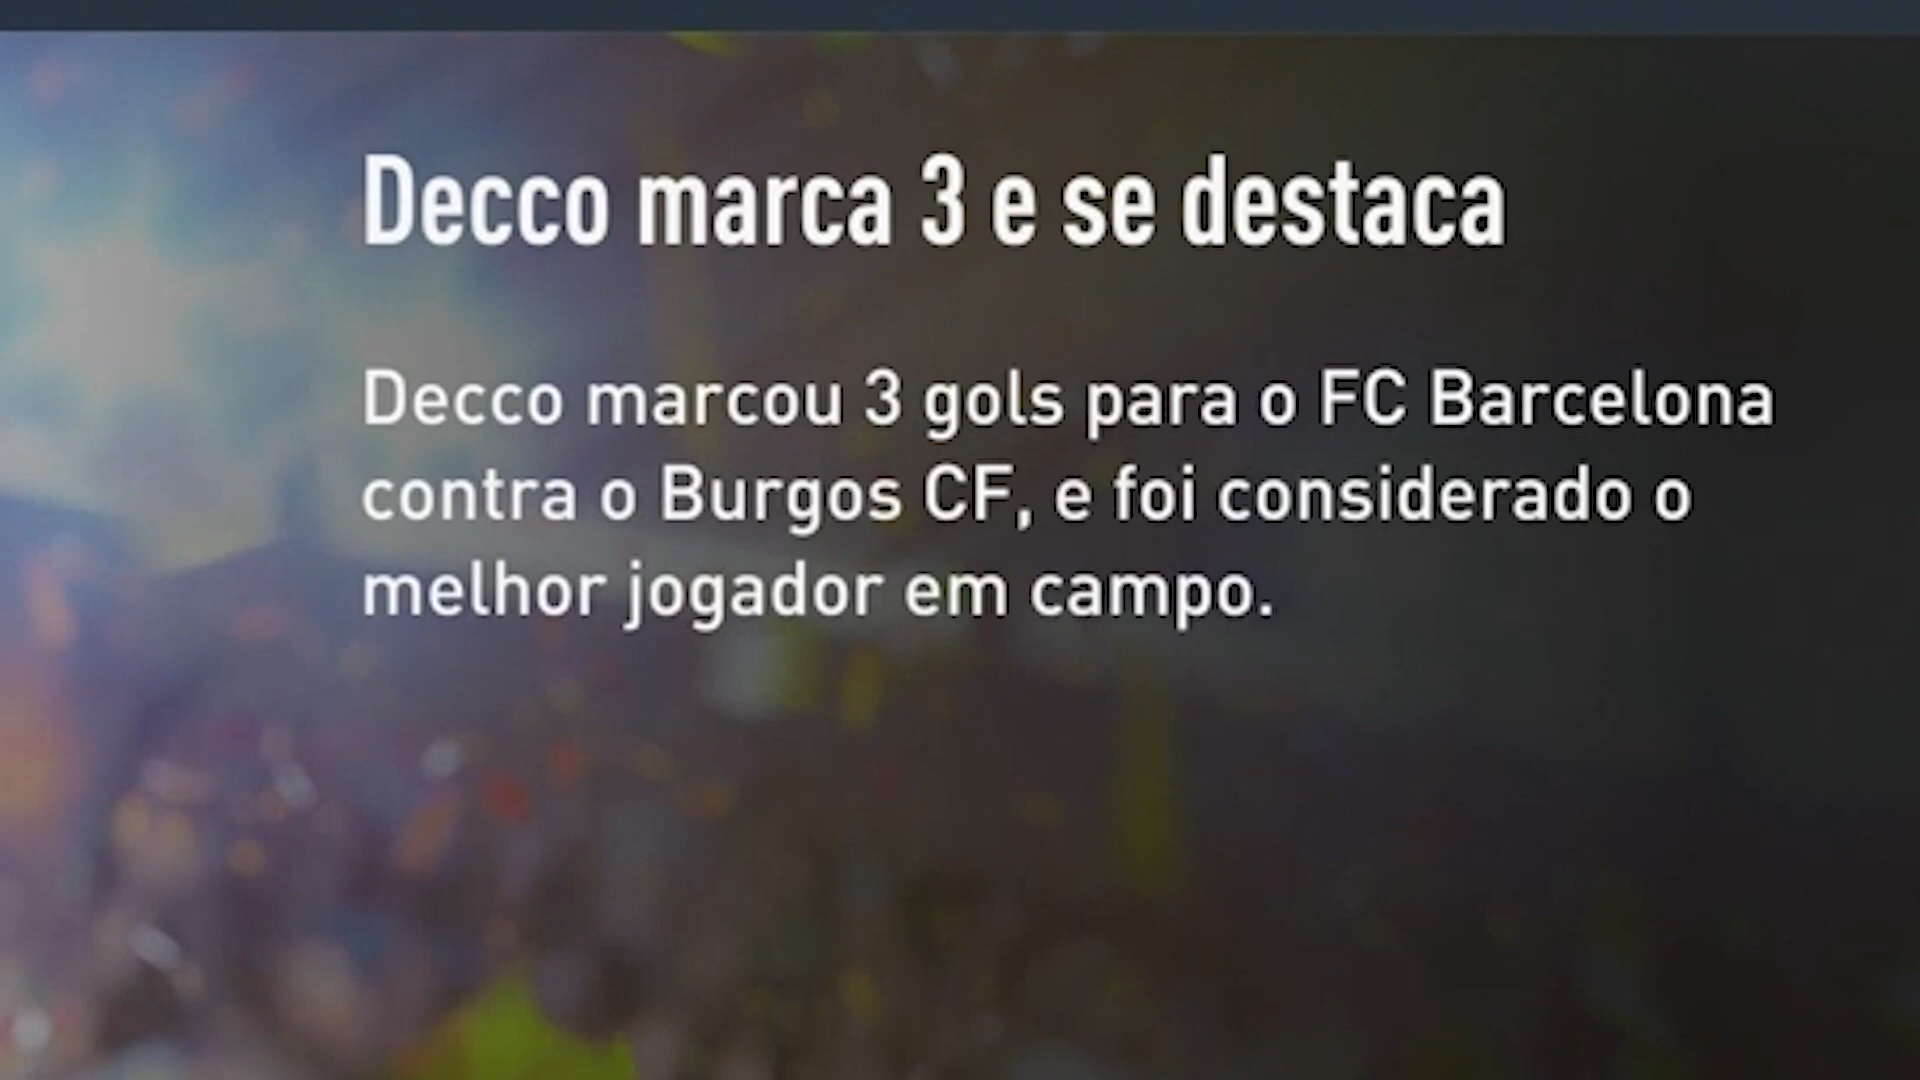 Decco marca 3 e se destaca
Decco marcou 3 gols para o FC Barcelona
contra o Burgos CF, e foi considerado o
melhor jogador em campo.